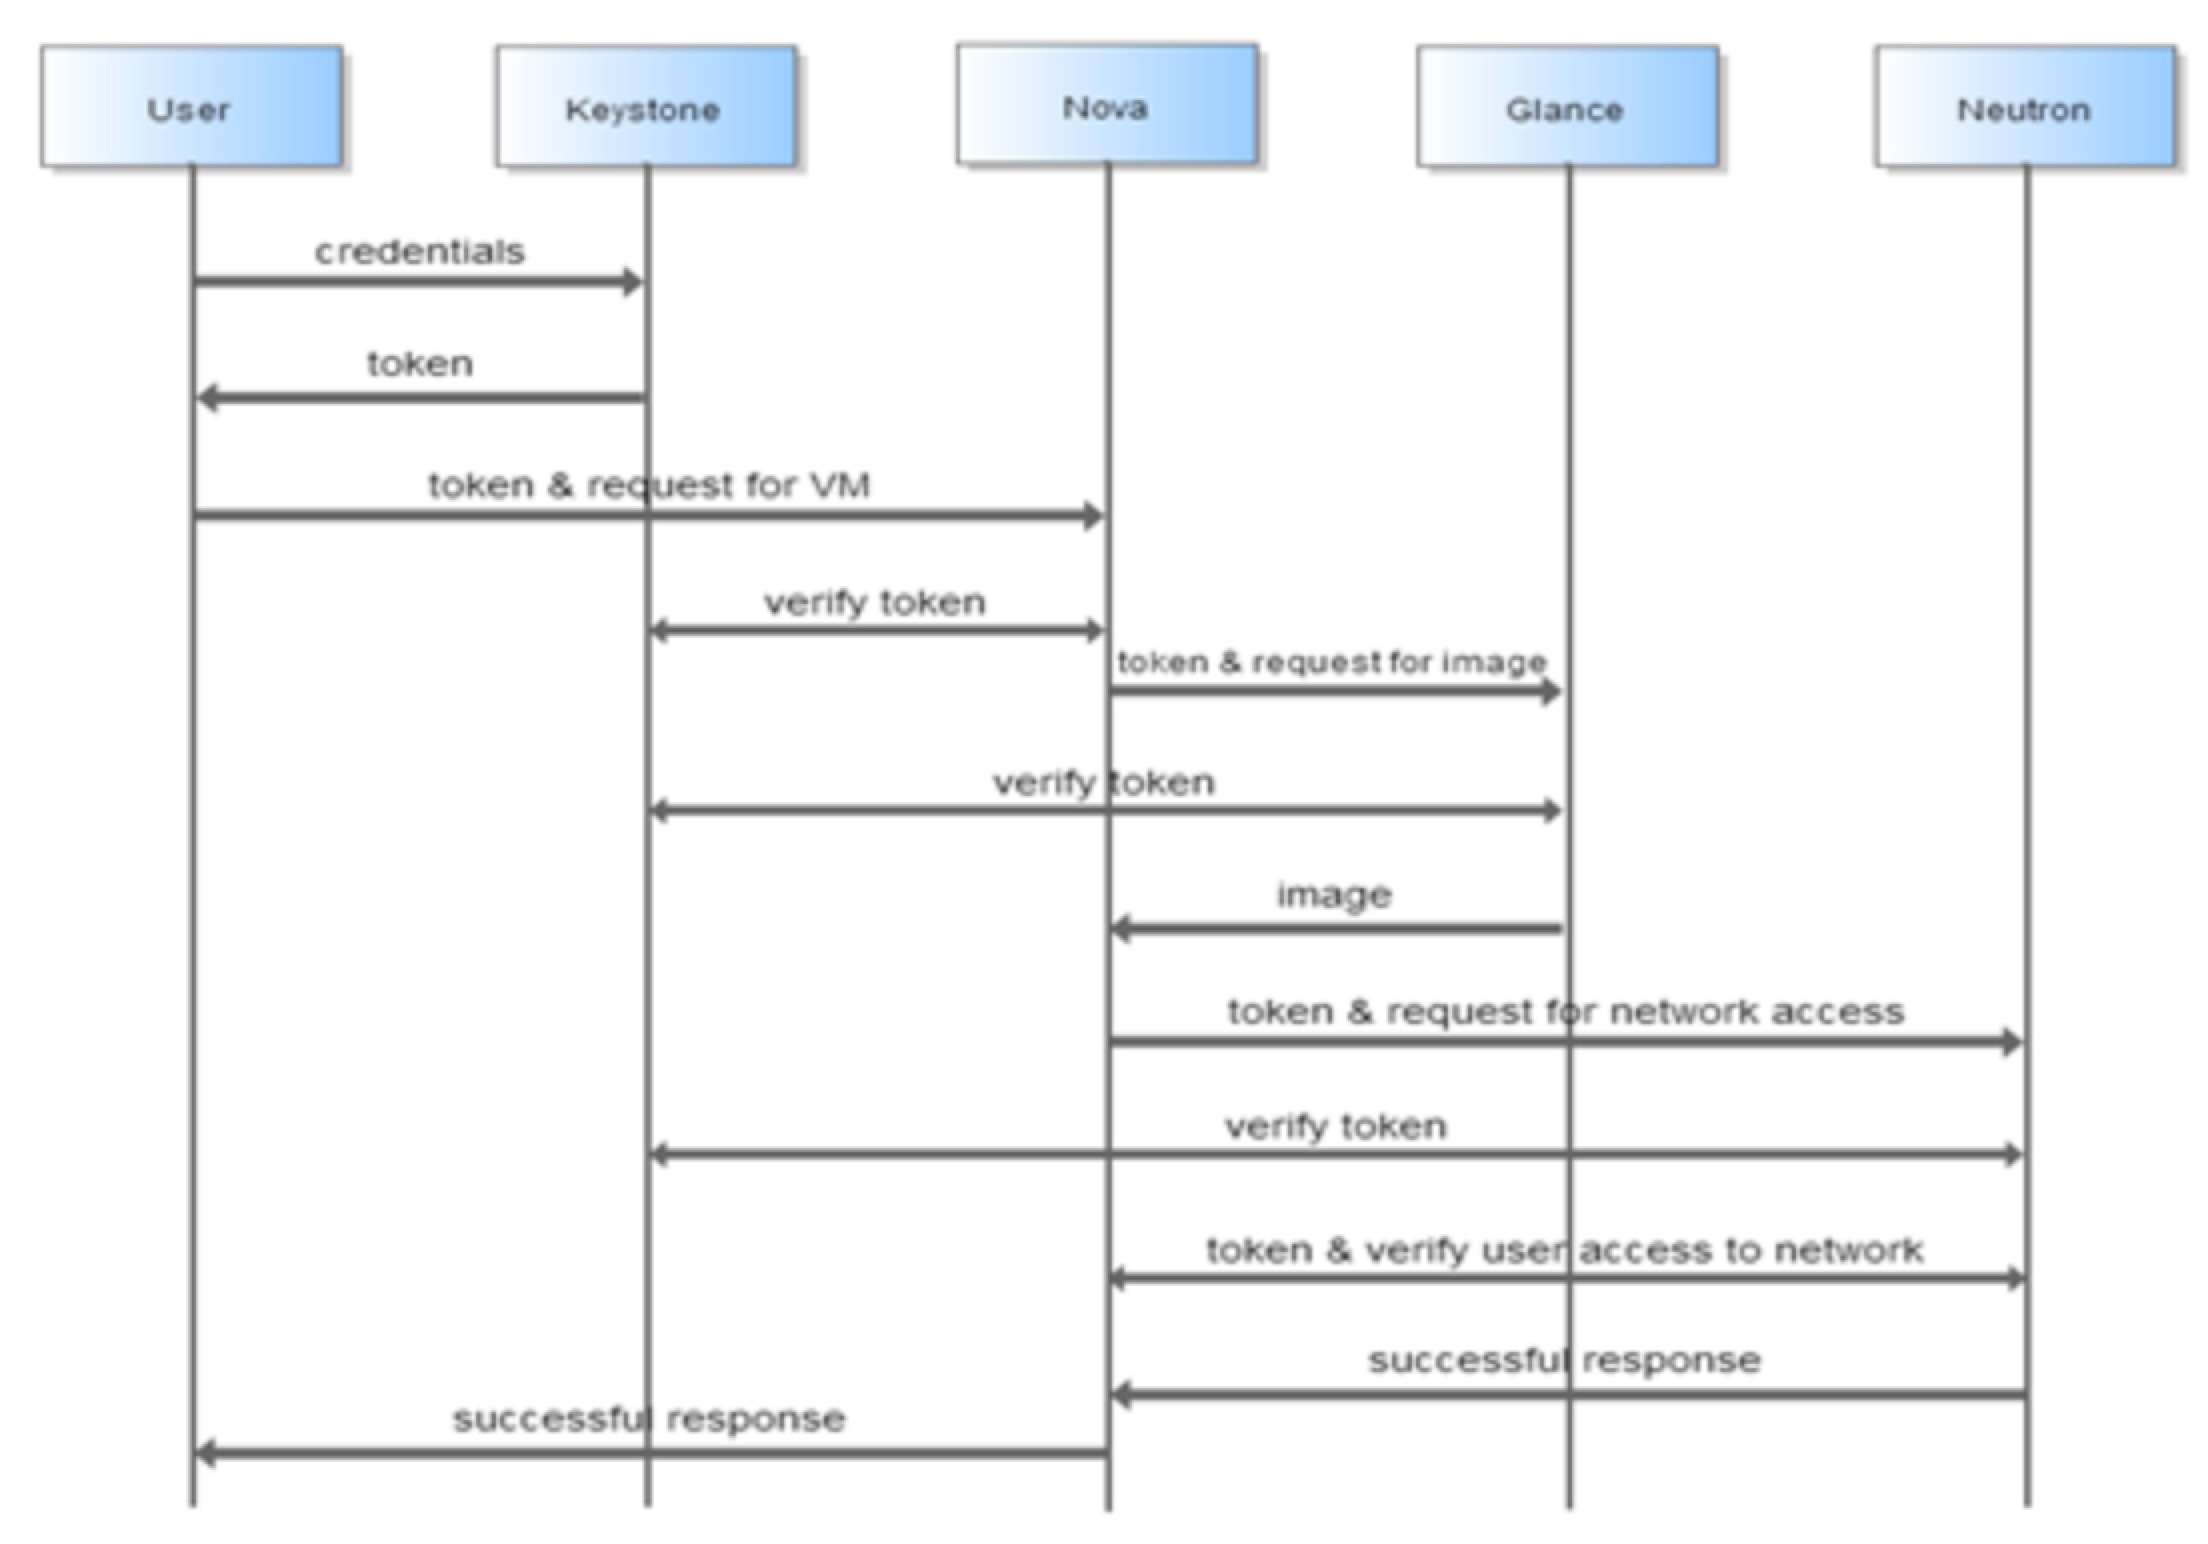 User
Keystone
Nova
Glance
Neutron
credentials
token
token & request for VM
verify token
token & request for image
verify token
image
token & request for network access
verify token
token & verify user access to network
successful response
successful response